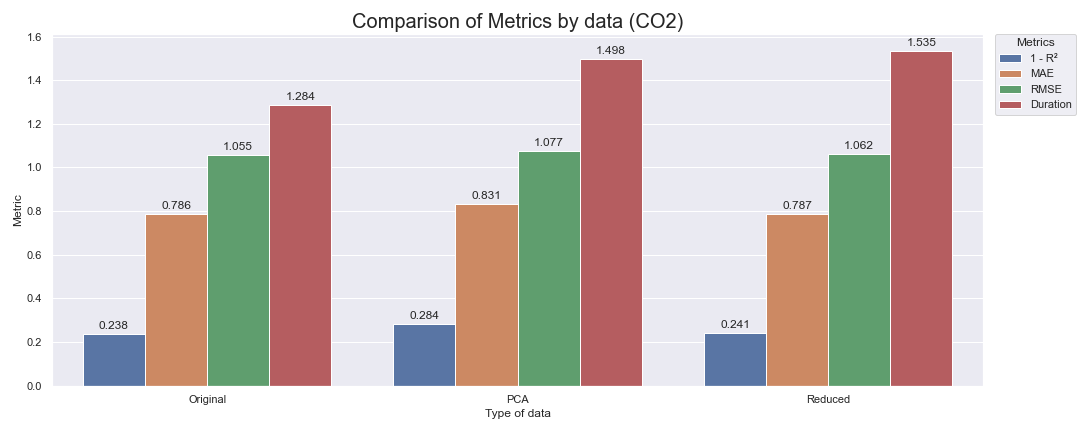 Comparison of Metrics by data (CO2)
Metrics
1 - R²
MAE
RMSE
Duration
Metric
1.6
1.4
1.2
1.0
0.8
0.6
0.4
0.2
0.0
0.238
0.786
1.055
1.284
0.284
0.831
1.077
1.498
0.241
0.787
1.062
1.535
Original
PCA
Reduced
Type of data